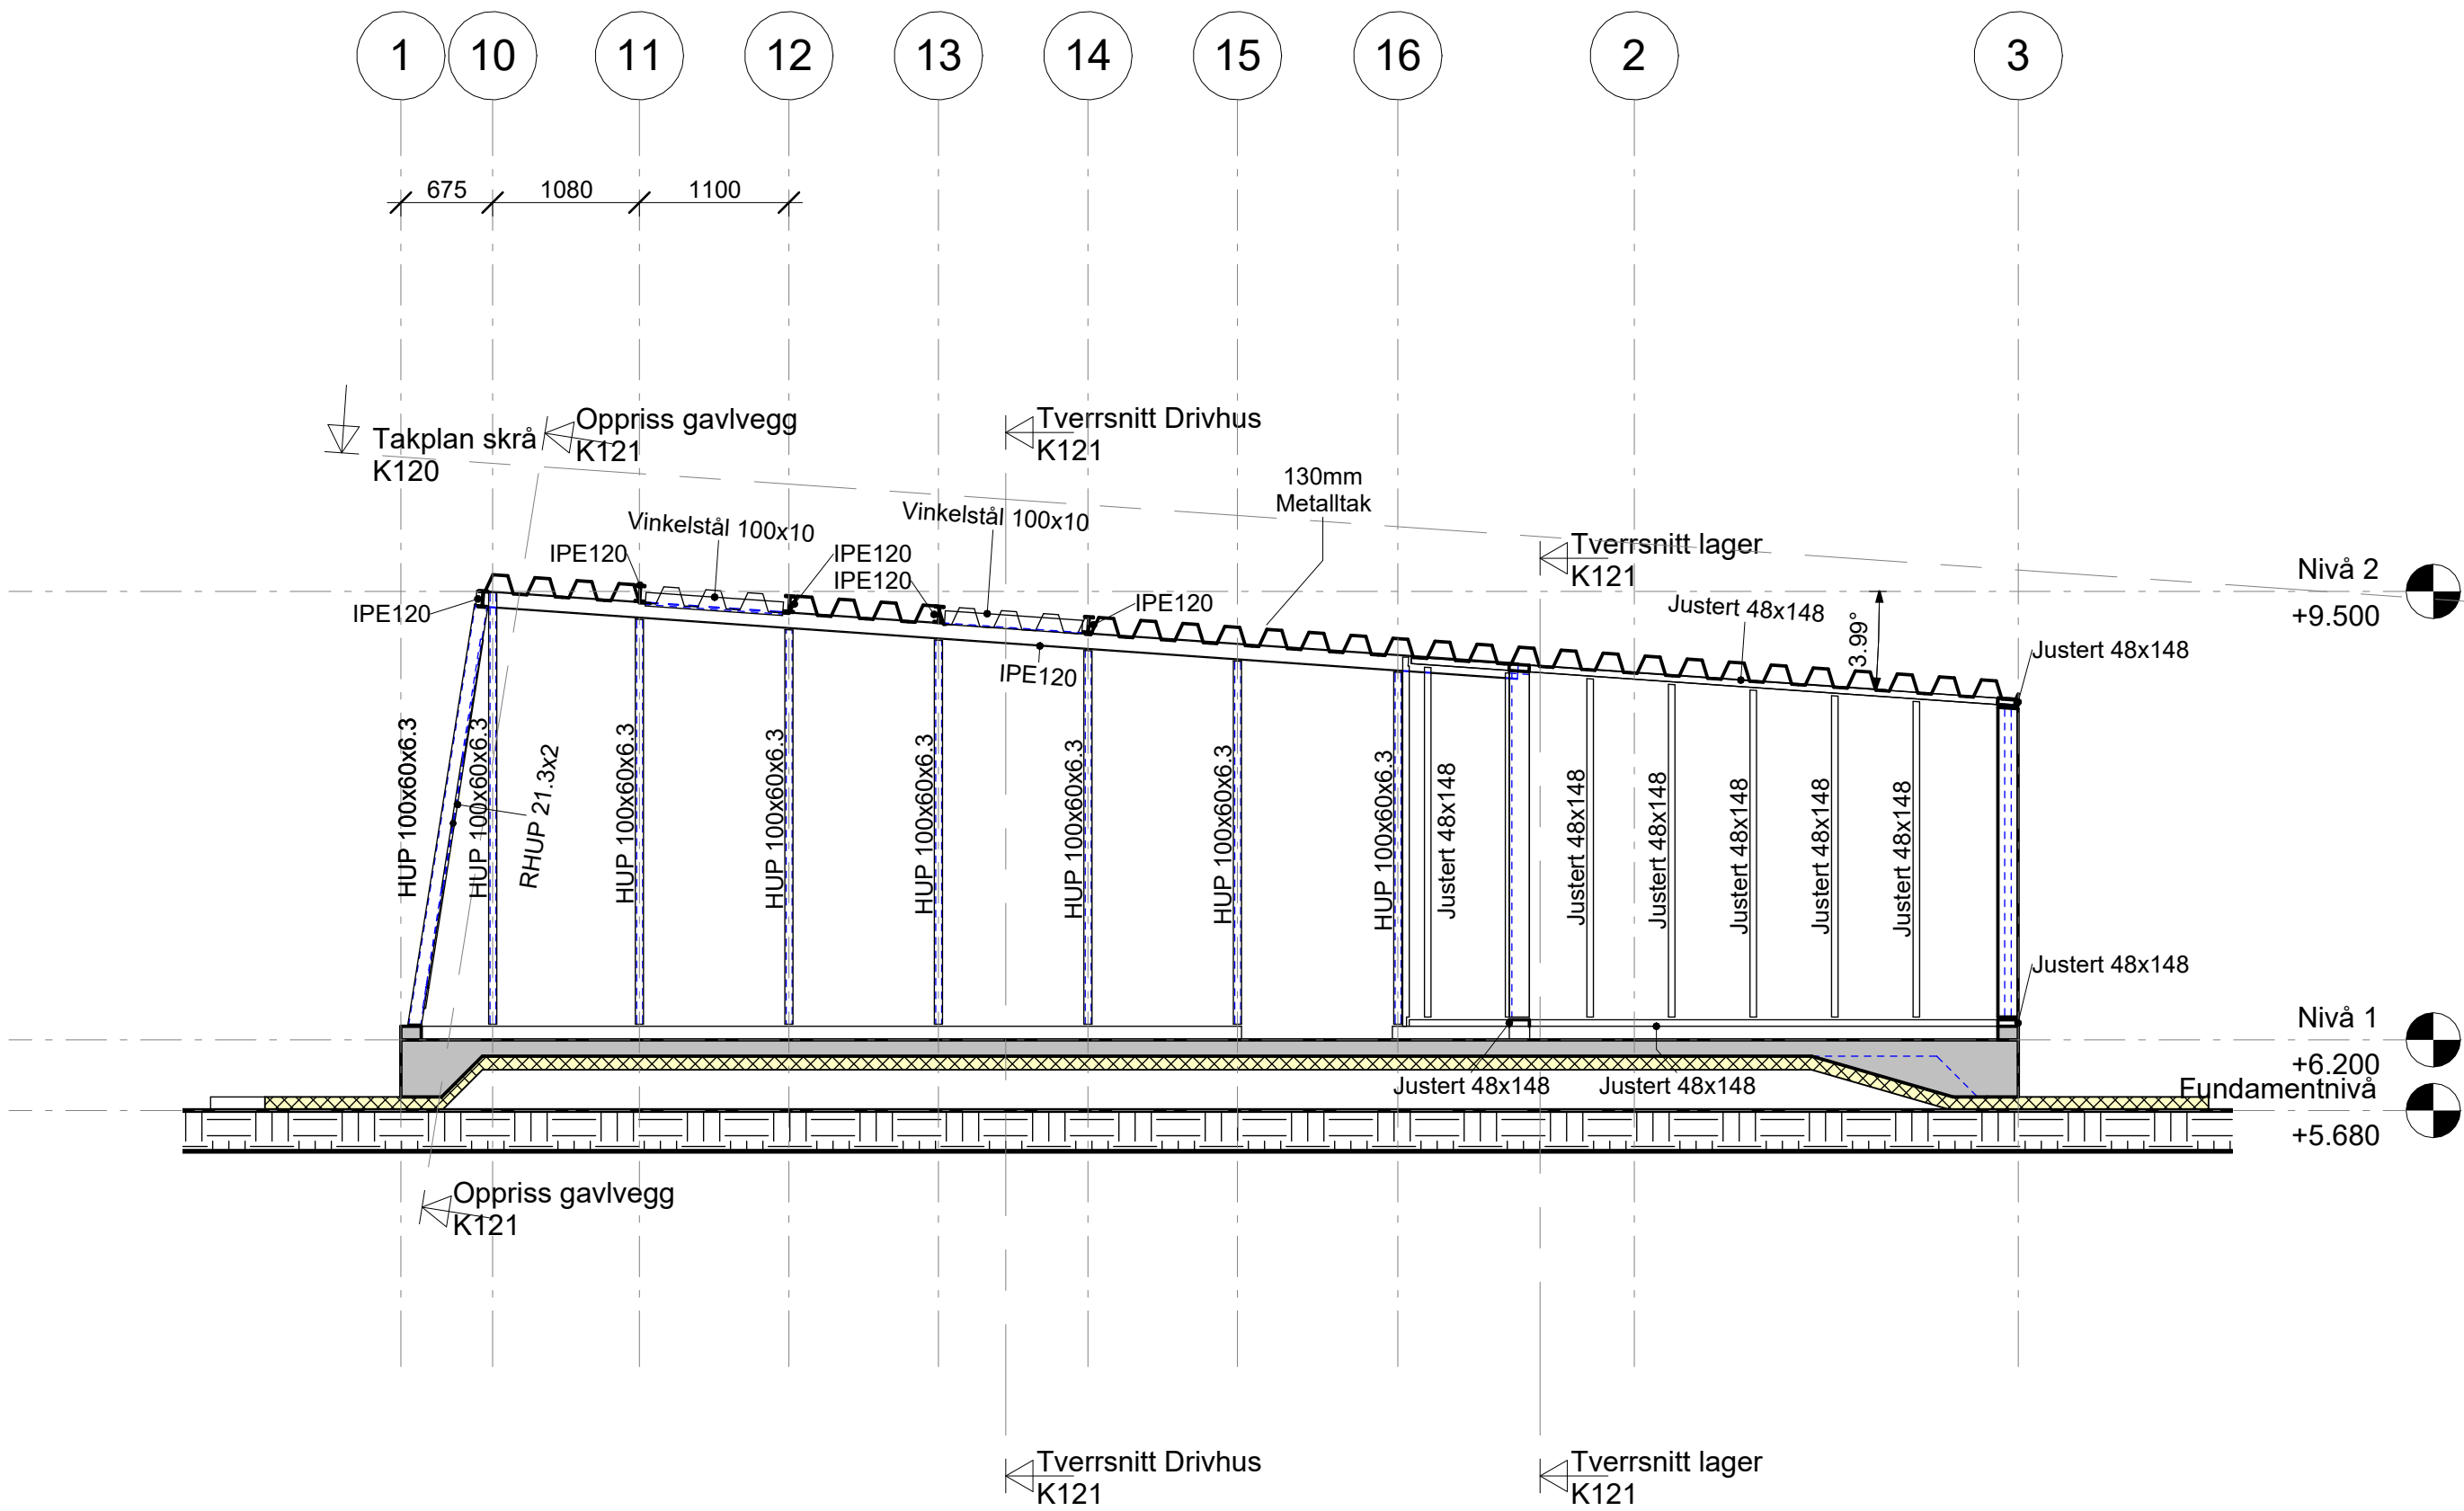 1
10
11
12
13
14
15
16
2
3
675
1080
1100
Takplan skrå
K120
Oppriss gavlvegg
K121
Tverrsnitt Drivhus
K121
130mm
Metalltak
Vinkelstål 100x10
Vinkelstål 100x10
IPE120
IPE120
IPE120
IPE120
IPE120
IPE120
Tverrsnitt lager
K121
Nivå 2
+9.500
Justert 48x148
3.99°
Justert 48x148
HUP 100x60x6.3
HUP 100x60x6.3
RHUP 21.3x2
HUP 100x60x6.3
HUP 100x60x6.3
HUP 100x60x6.3
HUP 100x60x6.3
HUP 100x60x6.3
HUP 100x60x6.3
Justert 48x148
Justert 48x148
Justert 48x148
Justert 48x148
Justert 48x148
Justert 48x148
Justert 48x148
Nivå 1
+6.200
Justert 48x148
Justert 48x148
Fundamentnivå
+5.680
Oppriss gavlvegg
K121
Tverrsnitt Drivhus
K121
Tverrsnitt lager
K121